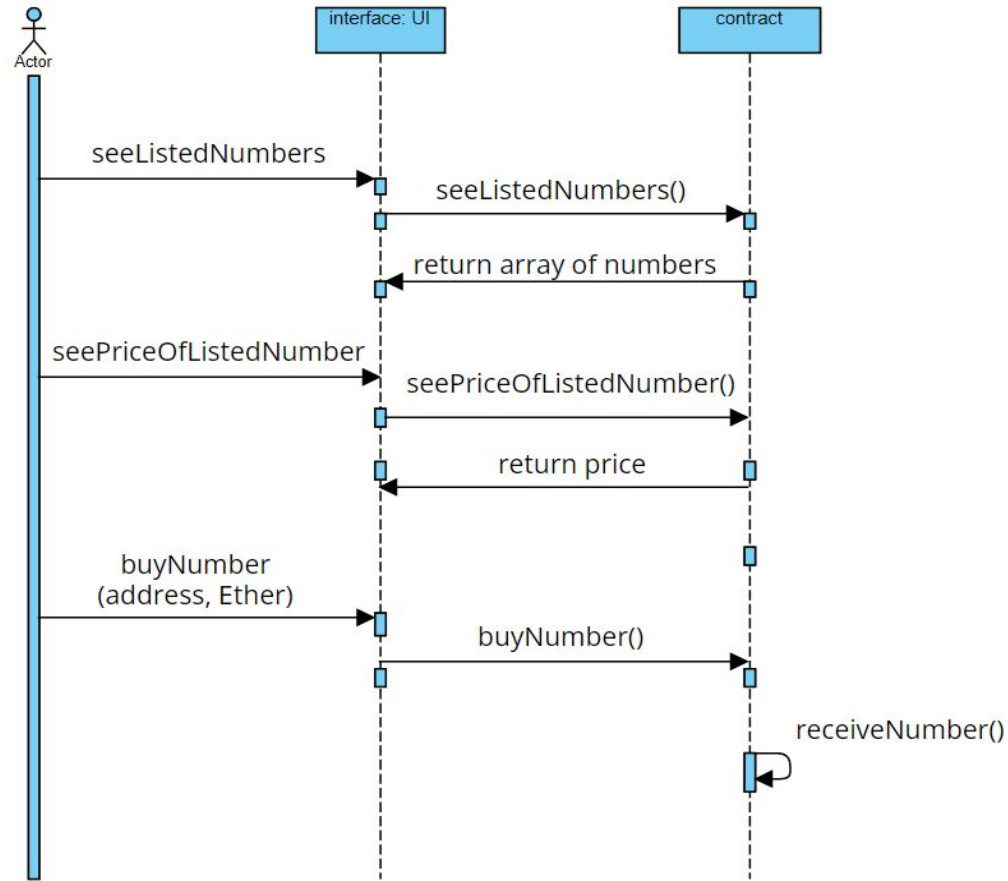 interface: UI
contract
Actor
seeListedNumbers
seeListedNumbers()
return array of numbers
seePriceOfListedNumber
seePriceOfListedNumber()
return price
buyNumber
(address, Ether)
buyNumber()
receiveNumber()